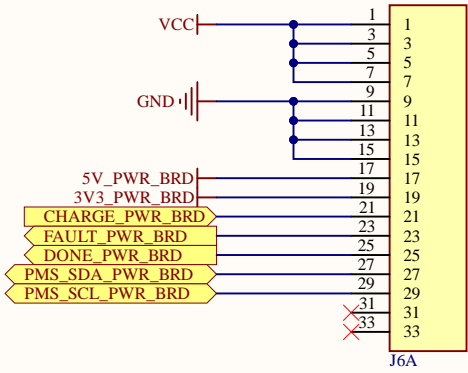 VCC 1 1
3 3
5 5
7 7
GND 9 9
11 11
13 13
15 15
5V_PWR_BRD 17 17
3V3_PWR_BRD 19 19
CHARGE_PWR_BRD 21 21
FAULT_PWR_BRD 23 23
DONE_PWR_BRD 25 25
PMS_SDA_PWR_BRD 27 27
PMS_SCL_PWR_BRD 29 29
31 31
33 33
J6A